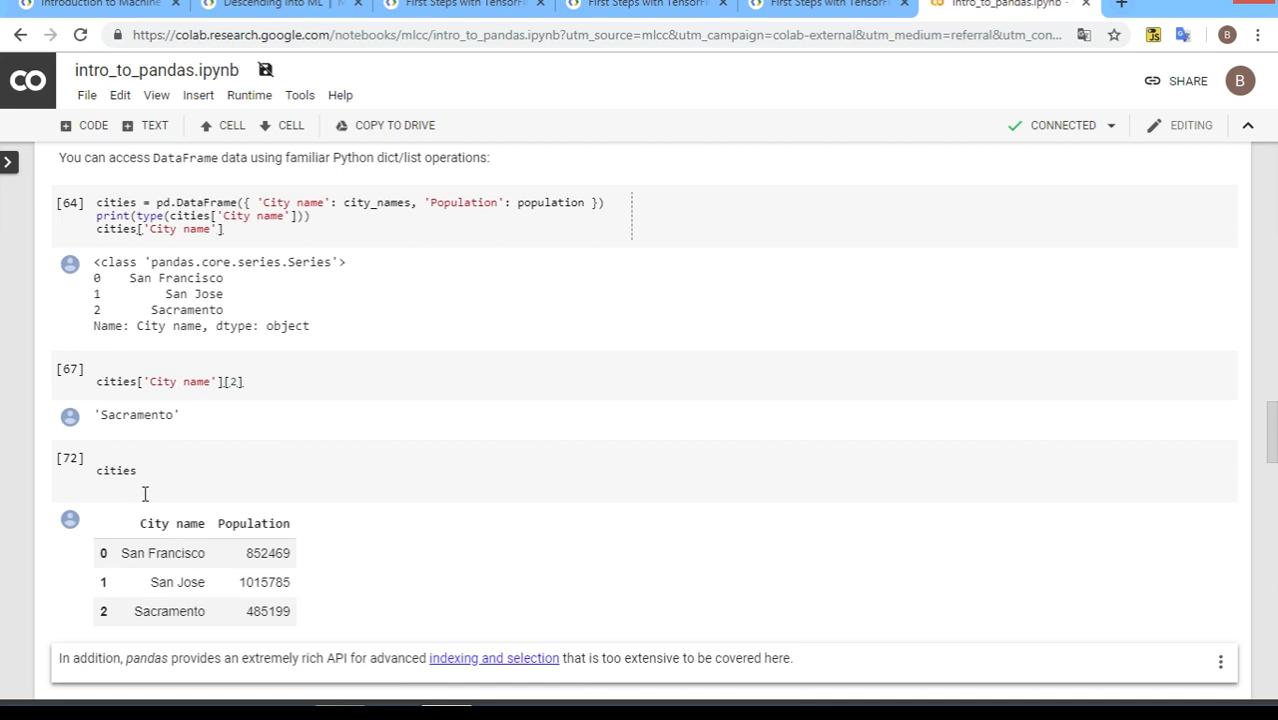 Introduction to Machine
Descending into ML | M
First Steps with TensorFl
First Steps with TensorFl
First Steps with TensorFl
Intro_to_pandas.ipynb -
https://colab.research.google.com/notebooks/mlcc/intro_to_pandas.ipynb?utm_source=mlcc&utm_campaign=colab-external&utm_medium=referral&utm_con...
B
CO
intro_to_pandas.ipynb
SHARE
B
File Edit View Insert Runtime Tools Help
CODE TEXT CELL CELL COPY TO DRIVE CONNECTED EDITING
You can access DataFrame data using familiar Python dict/list operations:
[64] cities = pd.DataFrame({ 'City name': city_names, 'Population': population })
print(type(cities['City name']))
cities['City name']
<class 'pandas.core.series.Series'>
0 San Francisco
1 San Jose
2 Sacramento
Name: City name, dtype: object
[67]
cities['City name'][2]
'Sacramento'
[72]
cities
City name Population
0 San Francisco 852469
1 San Jose 1015785
2 Sacramento 485199
In addition, pandas provides an extremely rich API for advanced indexing and selection that is too extensive to be covered here.